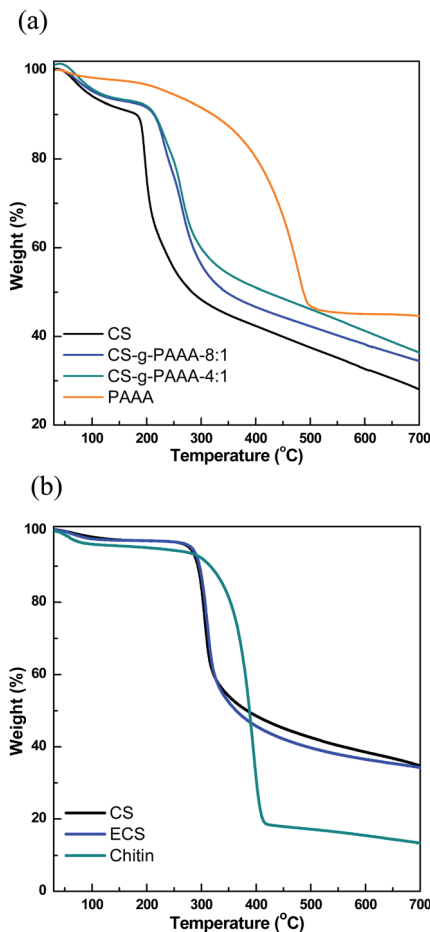 (a)
100
80
60
40
20
Weight (%)
CS
CS-g-PAAA-8:1
CS-g-PAAA-4:1
PAAA
100 200 300 400 500 600 700
Temperature (°C)
(b)
100
80
60
40
20
0
Weight (%)
CS
ECS
Chitin
100 200 300 400 500 600 700
Temperature (°C)